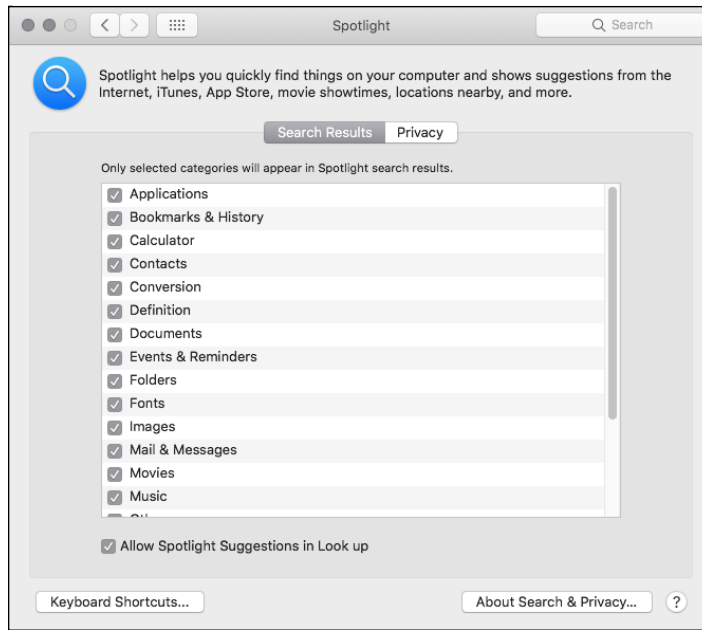 Spotlight
Search
Spotlight helps you quickly find things on your computer and shows suggestions from the
Internet, iTunes, App Store, movie showtimes, locations nearby, and more.
Search Results
Privacy
Only selected categories will appear in Spotlight search results.
Applications
Bookmarks & History
Calculator
Contacts
Conversion
Definition
Documents
Events & Reminders
Folders
Fonts
Images
Mail & Messages
Movies
Music
Allow Spotlight Suggestions in Look up
Keyboard Shortcuts...
About Search & Privacy...
?